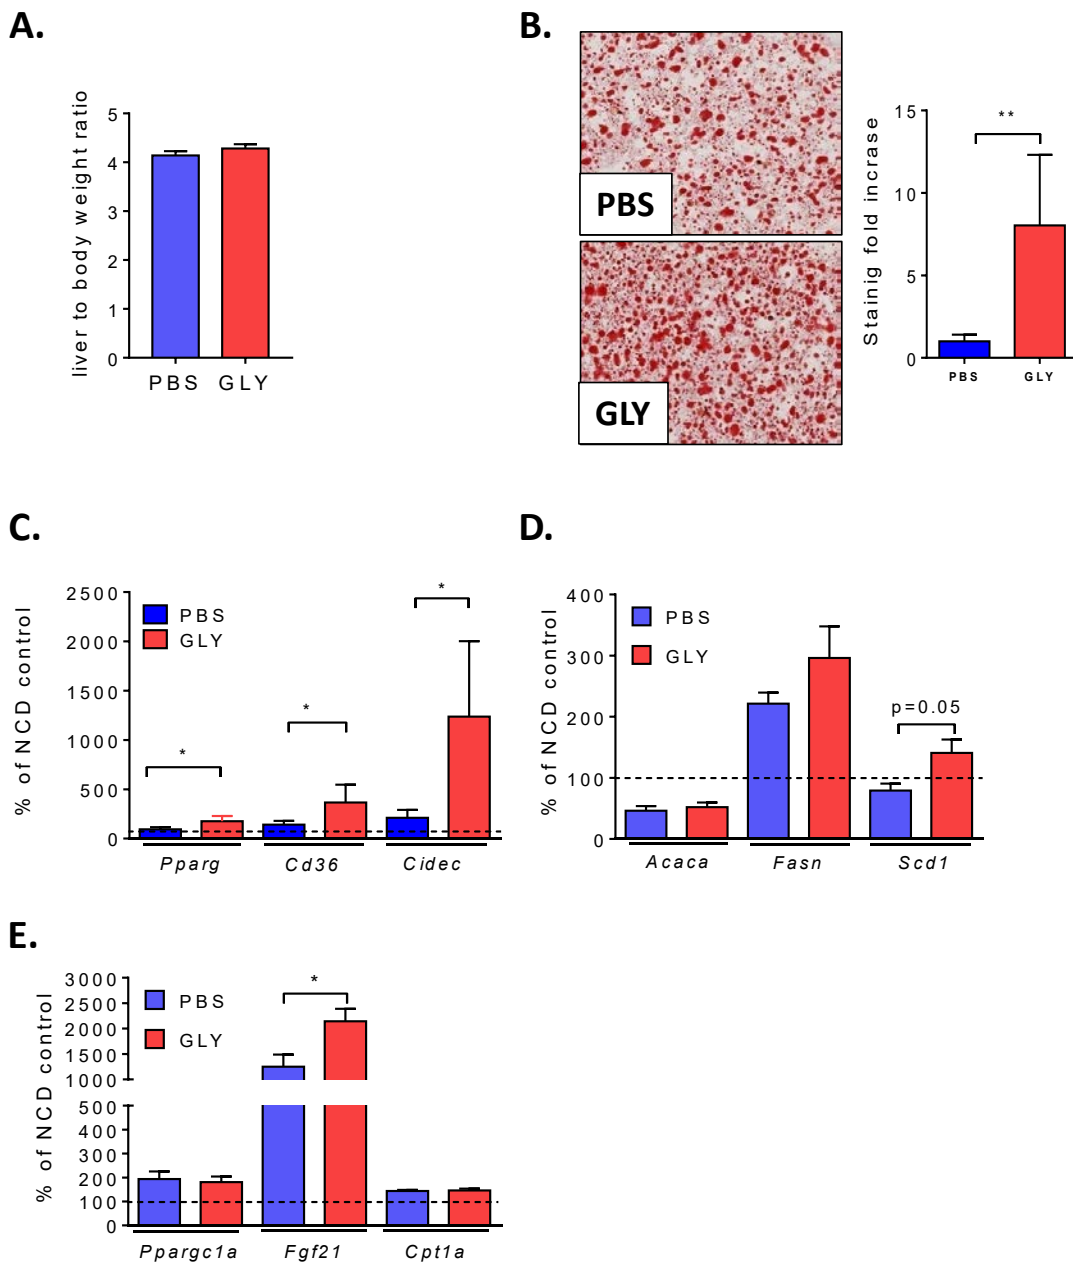 A.
liver to body weight ratio
5
4
3
2
1
0
PBS GLY
B.
PBS
GLY
Stainig fold incrase
15
10
5
0
**
PBS GLY
C.
% of NCD control
2500
2000
1500
1000
500
0
PBS
GLY
*
*
*
Pparg Cd36 Cidec
D.
% of NCD control
400
300
200
100
0
PBS
GLY
p=0.05
Acaca Fasn Scd1
E.
% of NCD control
3000
2500
2000
1500
1000
500
400
300
200
100
0
PBS
GLY
*
Ppargc1a Fgf21 Cpt1a